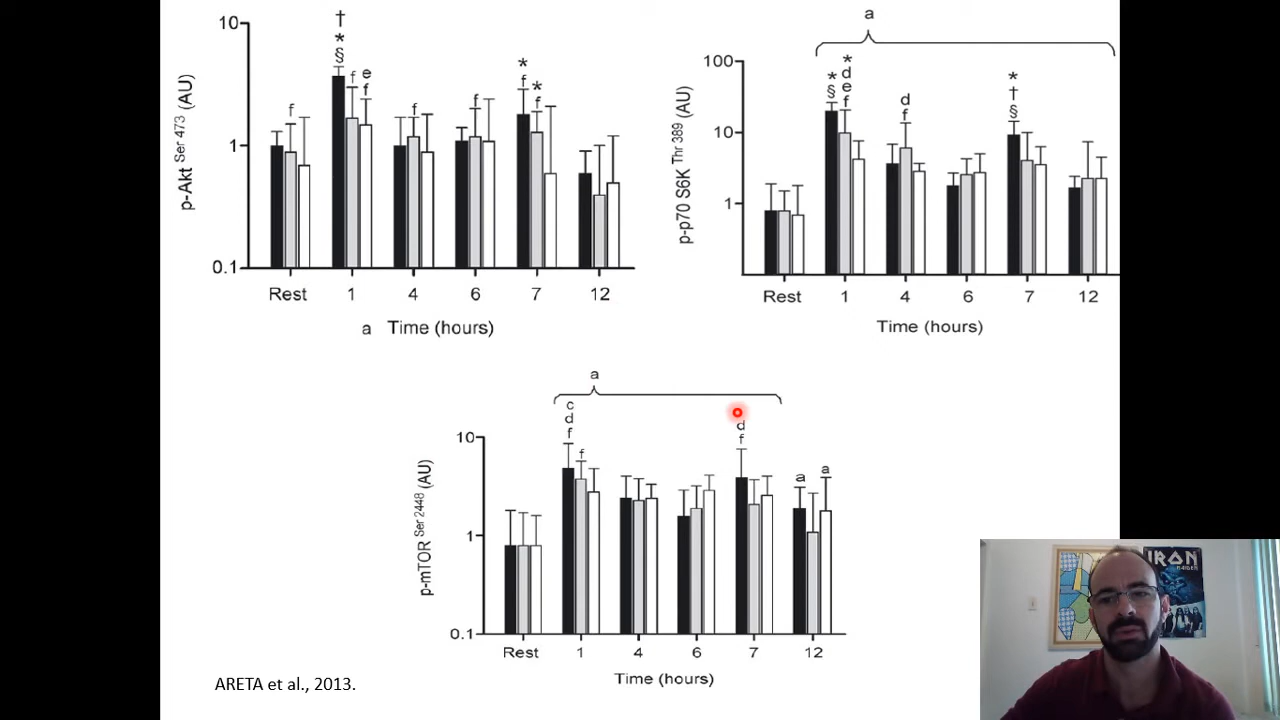 10
1
0.1
p-Akt Ser 473 (AU)
†
*
§
f
f
e
f
f
f
*
f
*
f
Rest 1 4 6 7 12
a Time (hours)
a
100
10
1
p-p70 S6K Thr 389 (AU)
*
§
*
d
e
f
d
f
*
†
§
Rest 1 4 6 7 12
Time (hours)
a
10
1
0.1
p-mTOR Ser 2448 (AU)
c
d
f
f
d
f
a a
Rest 1 4 6 7 12
Time (hours)
ARETA et al., 2013.
IRON
MAIDEN